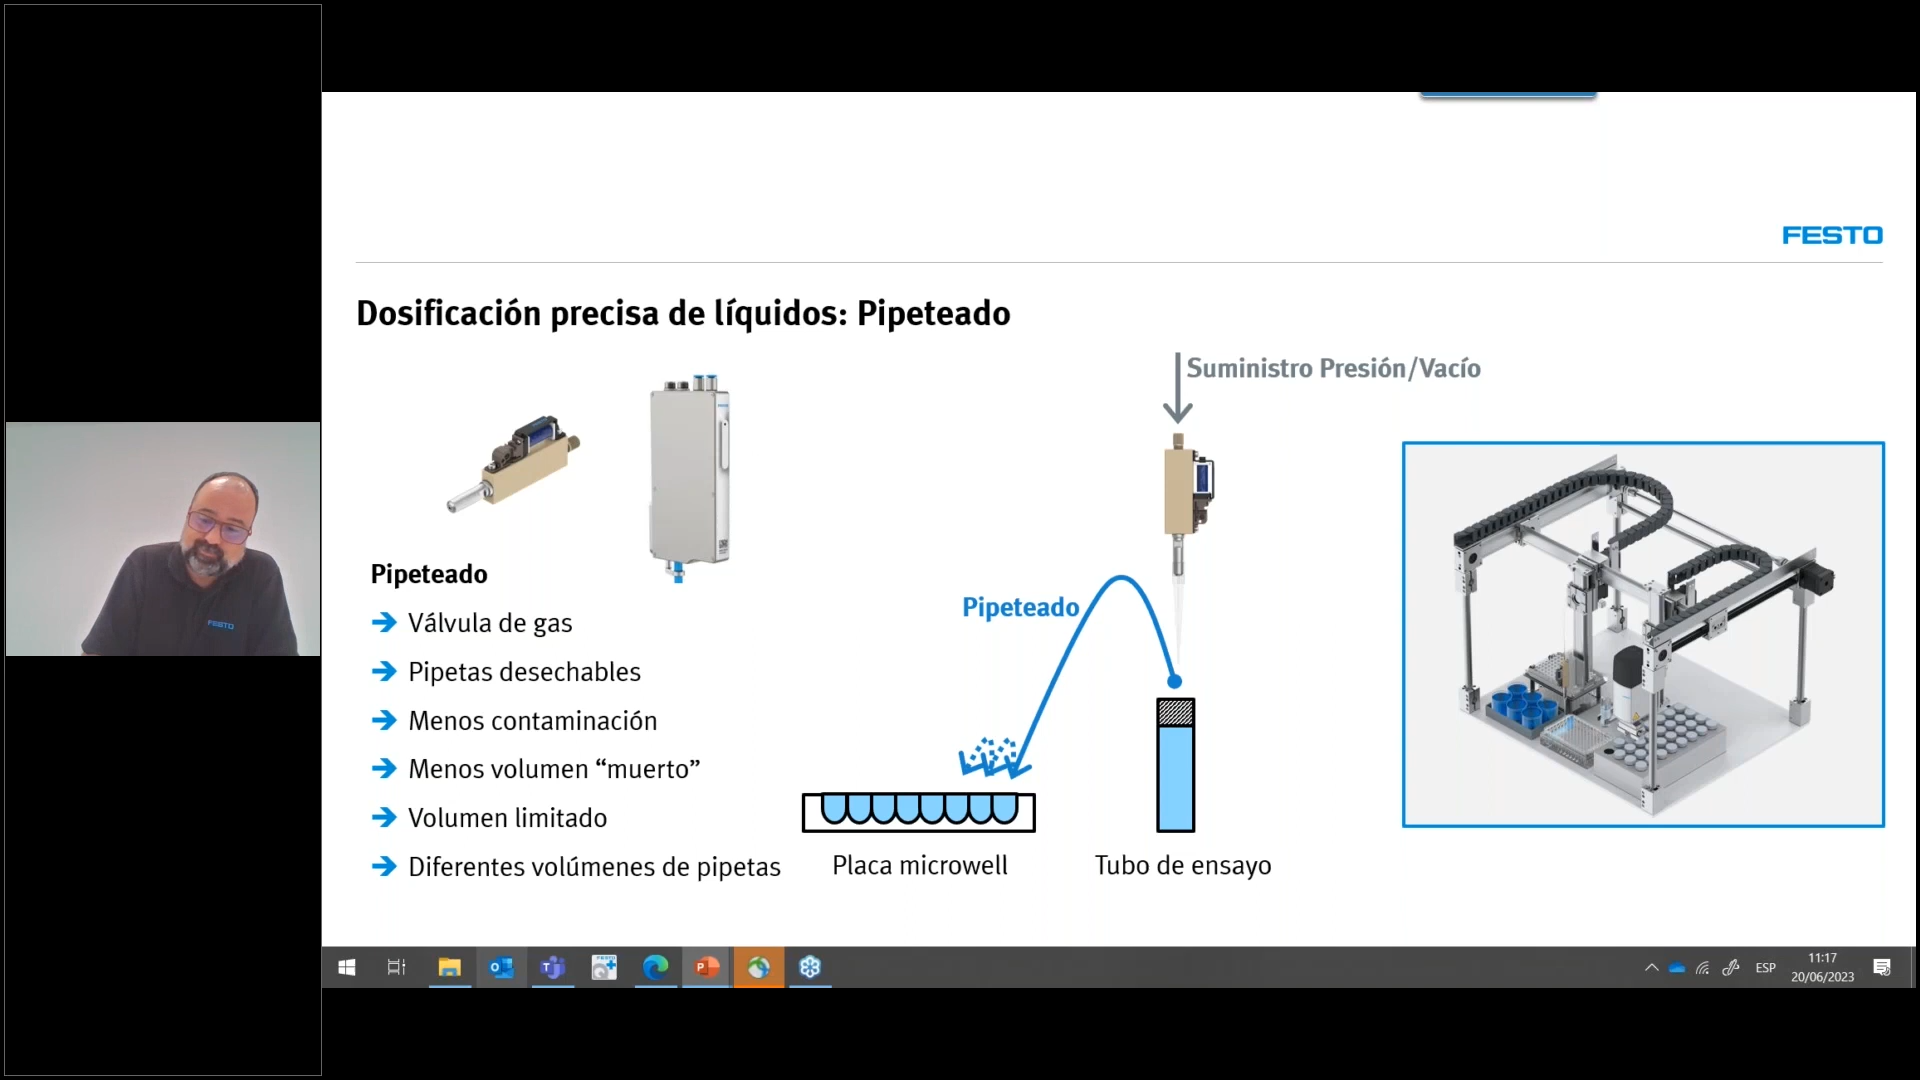 FESTO
Dosificación precisa de líquidos: Pipeteado
Suministro Presión/Vacío
Pipeteado
Pipeteado
Válvula de gas
Pipetas desechables
Menos contaminación
Menos volumen “muerto”
Volumen limitado
Diferentes volúmenes de pipetas
Placa microwell
Tubo de ensayo
FESTO
ESP
11:17
20/06/2023